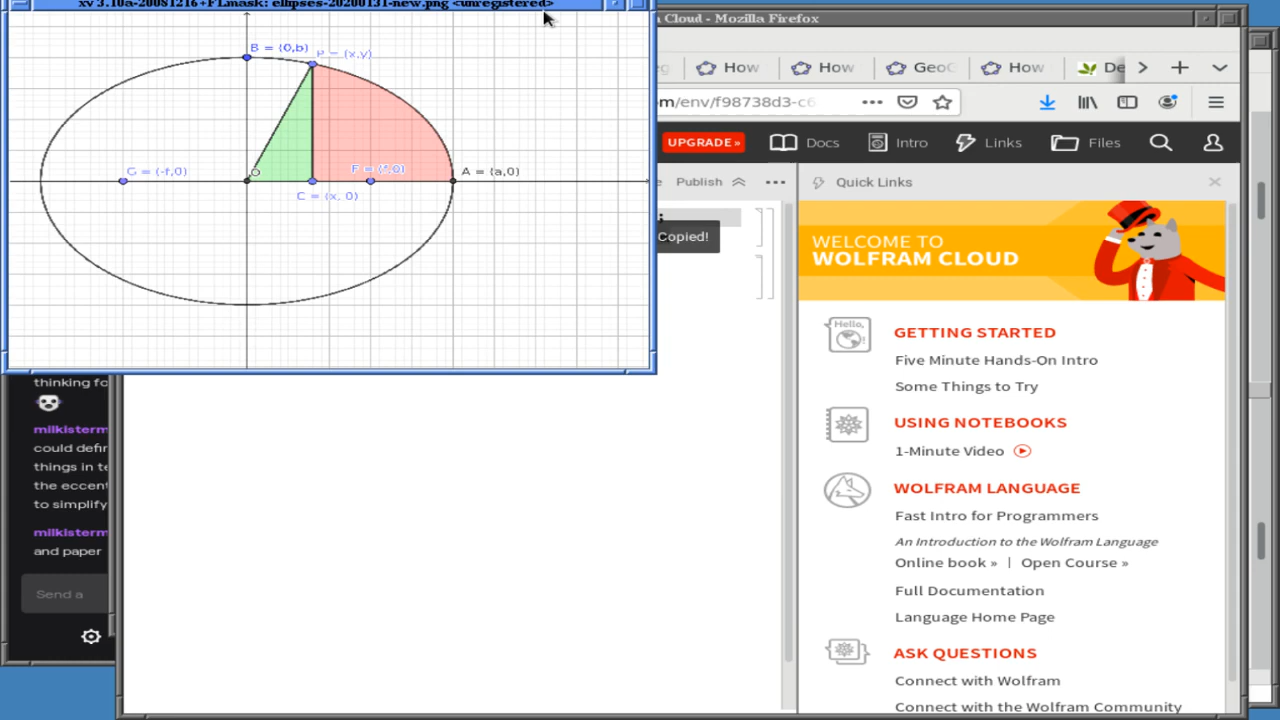 xv 3.10a-20081216+FLmask: ellipses-20200131-new.png <unregistered>
B = (0,b)
P = (x,y)
G = (-f,0)
O
F = (f,0)
A = (a,0)
C = (x, 0)
Cloud - Mozilla Firefox
How
How
GeoG
How
De
om/env/f98738d3-c6
UPGRADE »
Docs
Intro
Links
Files
Publish
Quick Links
Copied!
WELCOME TO
WOLFRAM CLOUD
Hello,
GETTING STARTED
Five Minute Hands-On Intro
Some Things to Try
USING NOTEBOOKS
1-Minute Video
WOLFRAM LANGUAGE
Fast Intro for Programmers
An Introduction to the Wolfram Language
Online book » | Open Course »
Full Documentation
Language Home Page
ASK QUESTIONS
Connect with Wolfram
Connect with the Wolfram Community
thinking fo
milkisterm
could defin
things in te
the eccent
to simplify
milkisterm
and paper
Send a